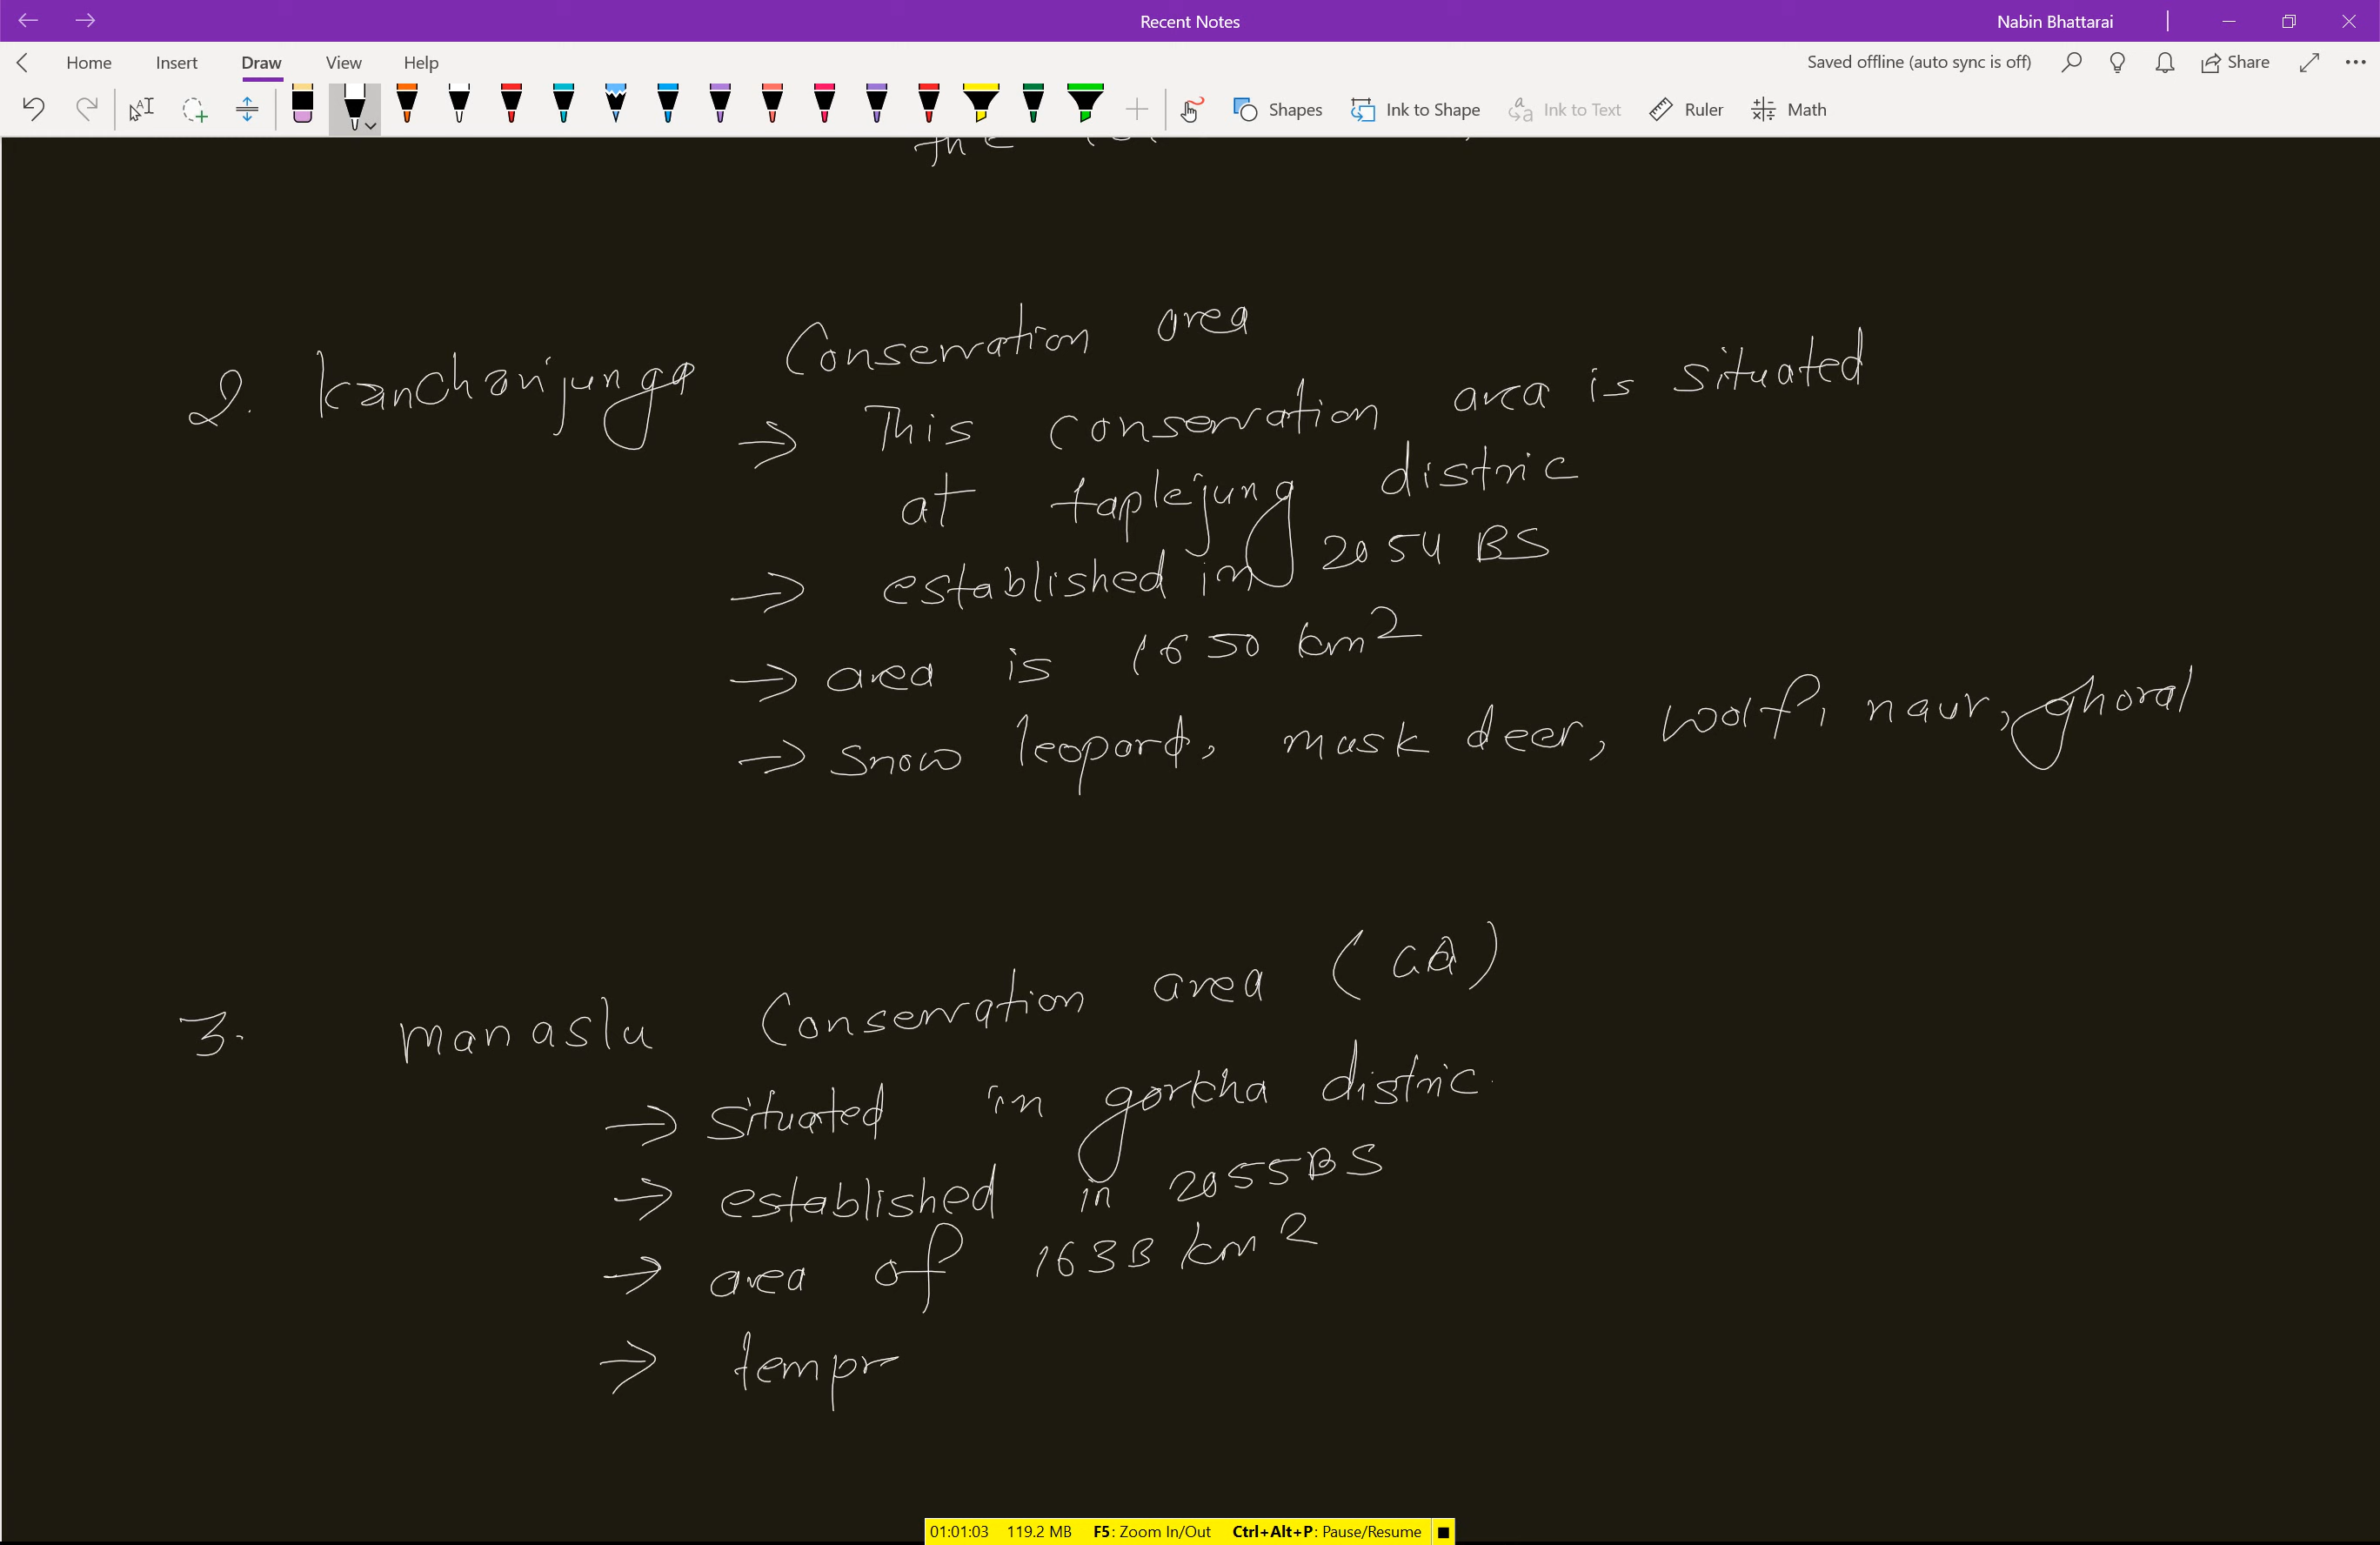 Recent Notes
Nabin Bhattarai
Home Insert Draw View Help
Saved offline (auto sync is off)
Share
Shapes Ink to Shape Ink to Text Ruler Math
the
2. kanchanjunga Conservation area
→ This conservation area is situated
at taplejung distric
→ established in 2054 BS
→ area is 1650 km²
→ snow leopard, musk deer, wolf, naur, ghoral
3. manaslu Conservation area (CA)
→ situated in gorkha distric.
→ established in 2055 BS
→ area of 1633 km²
→ tempr
01:01:03 119.2 MB F5: Zoom In/Out Ctrl+Alt+P: Pause/Resume